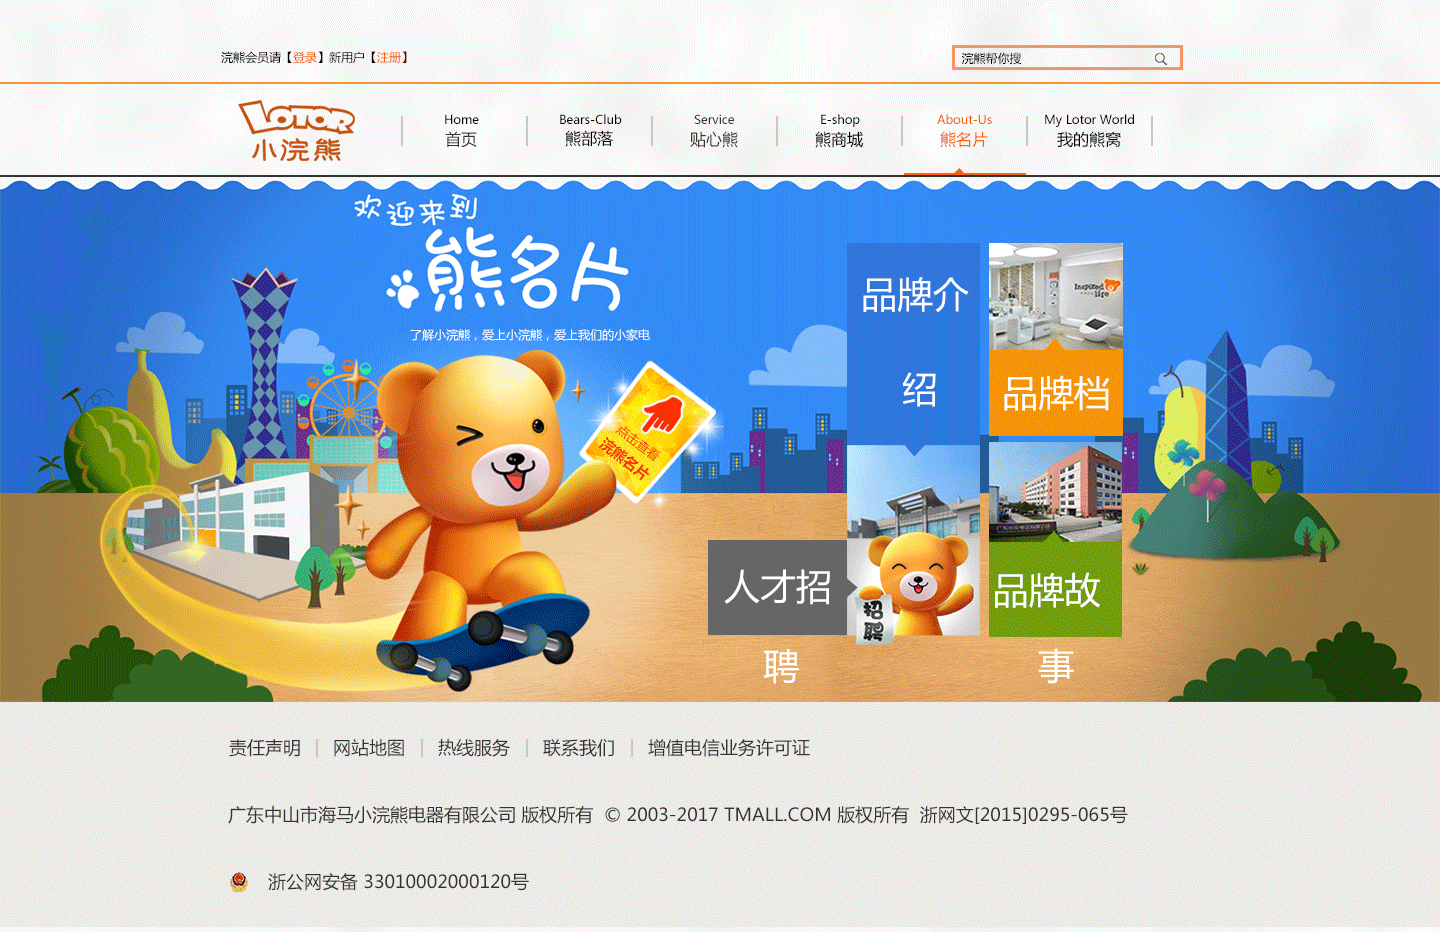 浣熊会员请【登录】新用户【注册】
浣熊帮你搜
LOTOR
小浣熊
Home
首页
Bears-Club
熊部落
Service
贴心熊
E-shop
熊商城
About-Us
熊名片
My Lotor World
我的熊窝
欢迎来到
熊名片
了解小浣熊，爱上小浣熊，爱上我们的小家电
点击查看
浣熊名片
品牌介
绍
Inspired
life
品牌档
人才招
聘
品牌故
事
责任声明
网站地图
热线服务
联系我们
增值电信业务许可证
广东中山市海马小浣熊电器有限公司 版权所有 © 2003-2017 TMALL.COM 版权所有 浙网文[2015]0295-065号
浙公网安备 33010002000120号